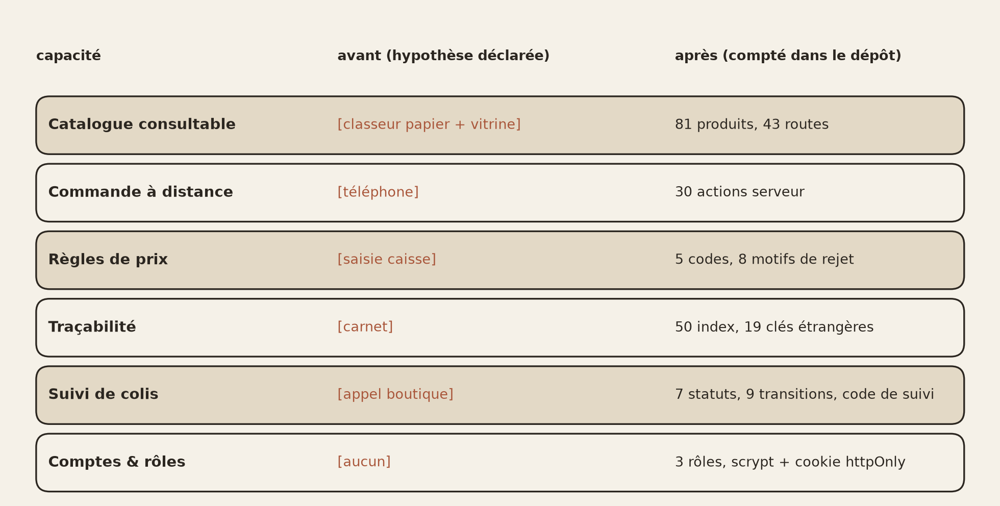 capacité avant (hypothèse déclarée) après (compté dans le dépôt)
Catalogue consultable [classeur papier + vitrine] 81 produits, 43 routes
Commande à distance [téléphone] 30 actions serveur
Règles de prix [saisie caisse] 5 codes, 8 motifs de rejet
Traçabilité [carnet] 50 index, 19 clés étrangères
Suivi de colis [appel boutique] 7 statuts, 9 transitions, code de suivi
Comptes & rôles [aucun] 3 rôles, scrypt + cookie httpOnly